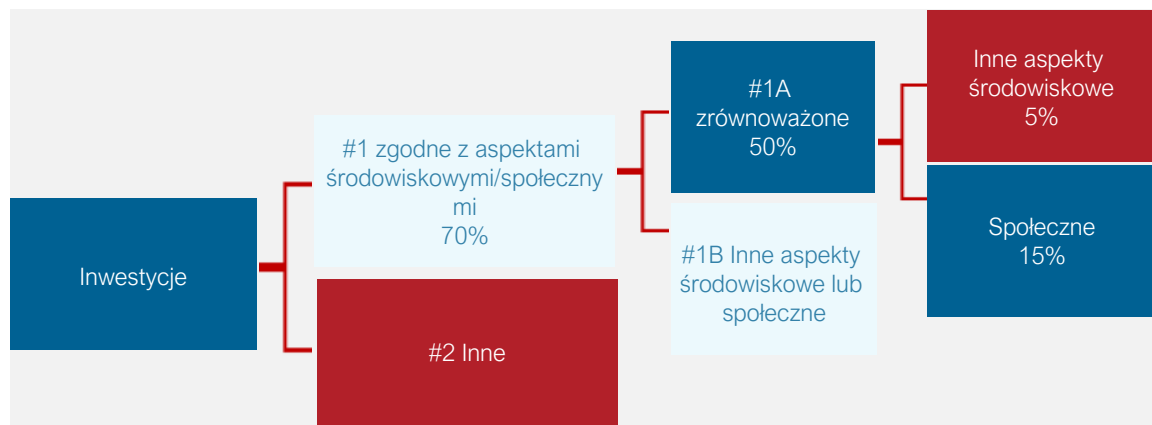 Inwestycje
#1 zgodne z aspektami
środowiskowymi/społeczny
mi
70%
#2 Inne
#1A
zrównoważone
50%
#1B Inne aspekty
środowiskowe lub
społeczne
Inne aspekty
środowiskowe
5%
Społeczne
15%